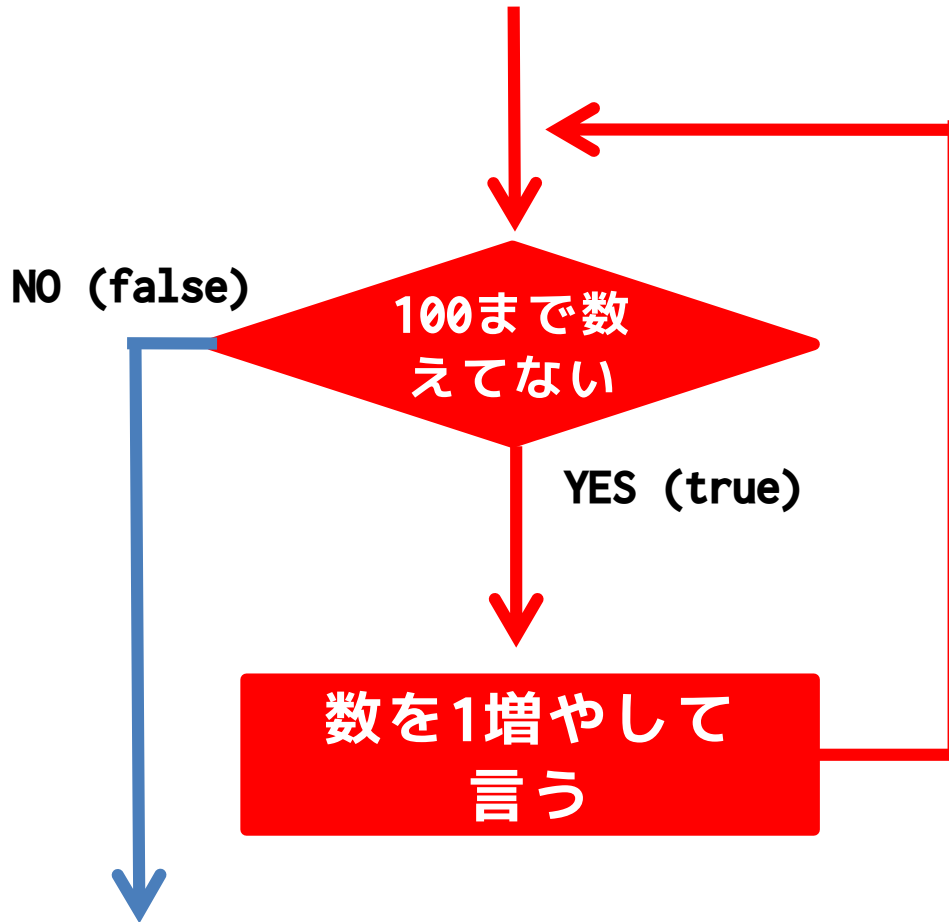 NO (false)
100まで数
えてない
YES (true)
数を1増やして
言う